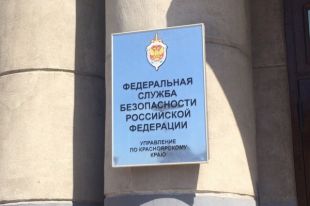 ФЕДЕРАЛЬНАЯ
СЛУЖБА
БЕЗОПАСНОСТИ
РОССИЙСКОЙ
ФЕДЕРАЦИИ
УПРАВЛЕНИЕ
ПО КРАСНОЯРСКОМУ
КРАЮ